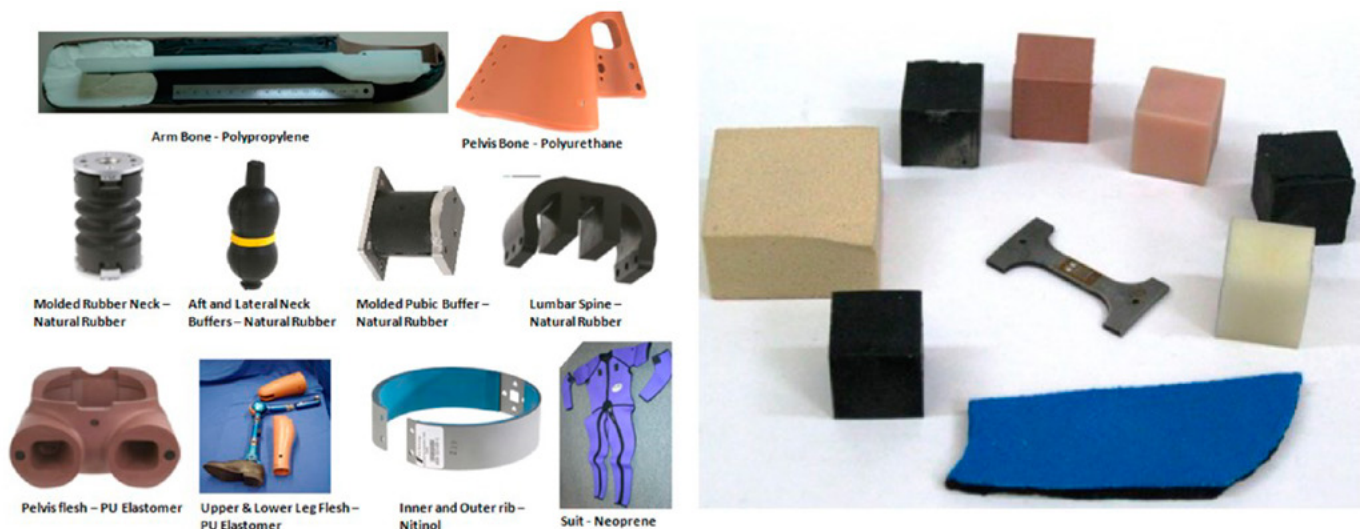 Arm Bone - Polypropylene
Pelvis Bone - Polyurethane
Molded Rubber Neck –
Natural Rubber
Aft and Lateral Neck
Buffers – Natural Rubber
Molded Pubic Buffer –
Natural Rubber
Lumbar Spine –
Natural Rubber
Pelvis flesh – PU Elastomer
Upper & Lower Leg Flesh –
PU Elastomer
Inner and Outer rib –
Nitinol
Suit - Neoprene